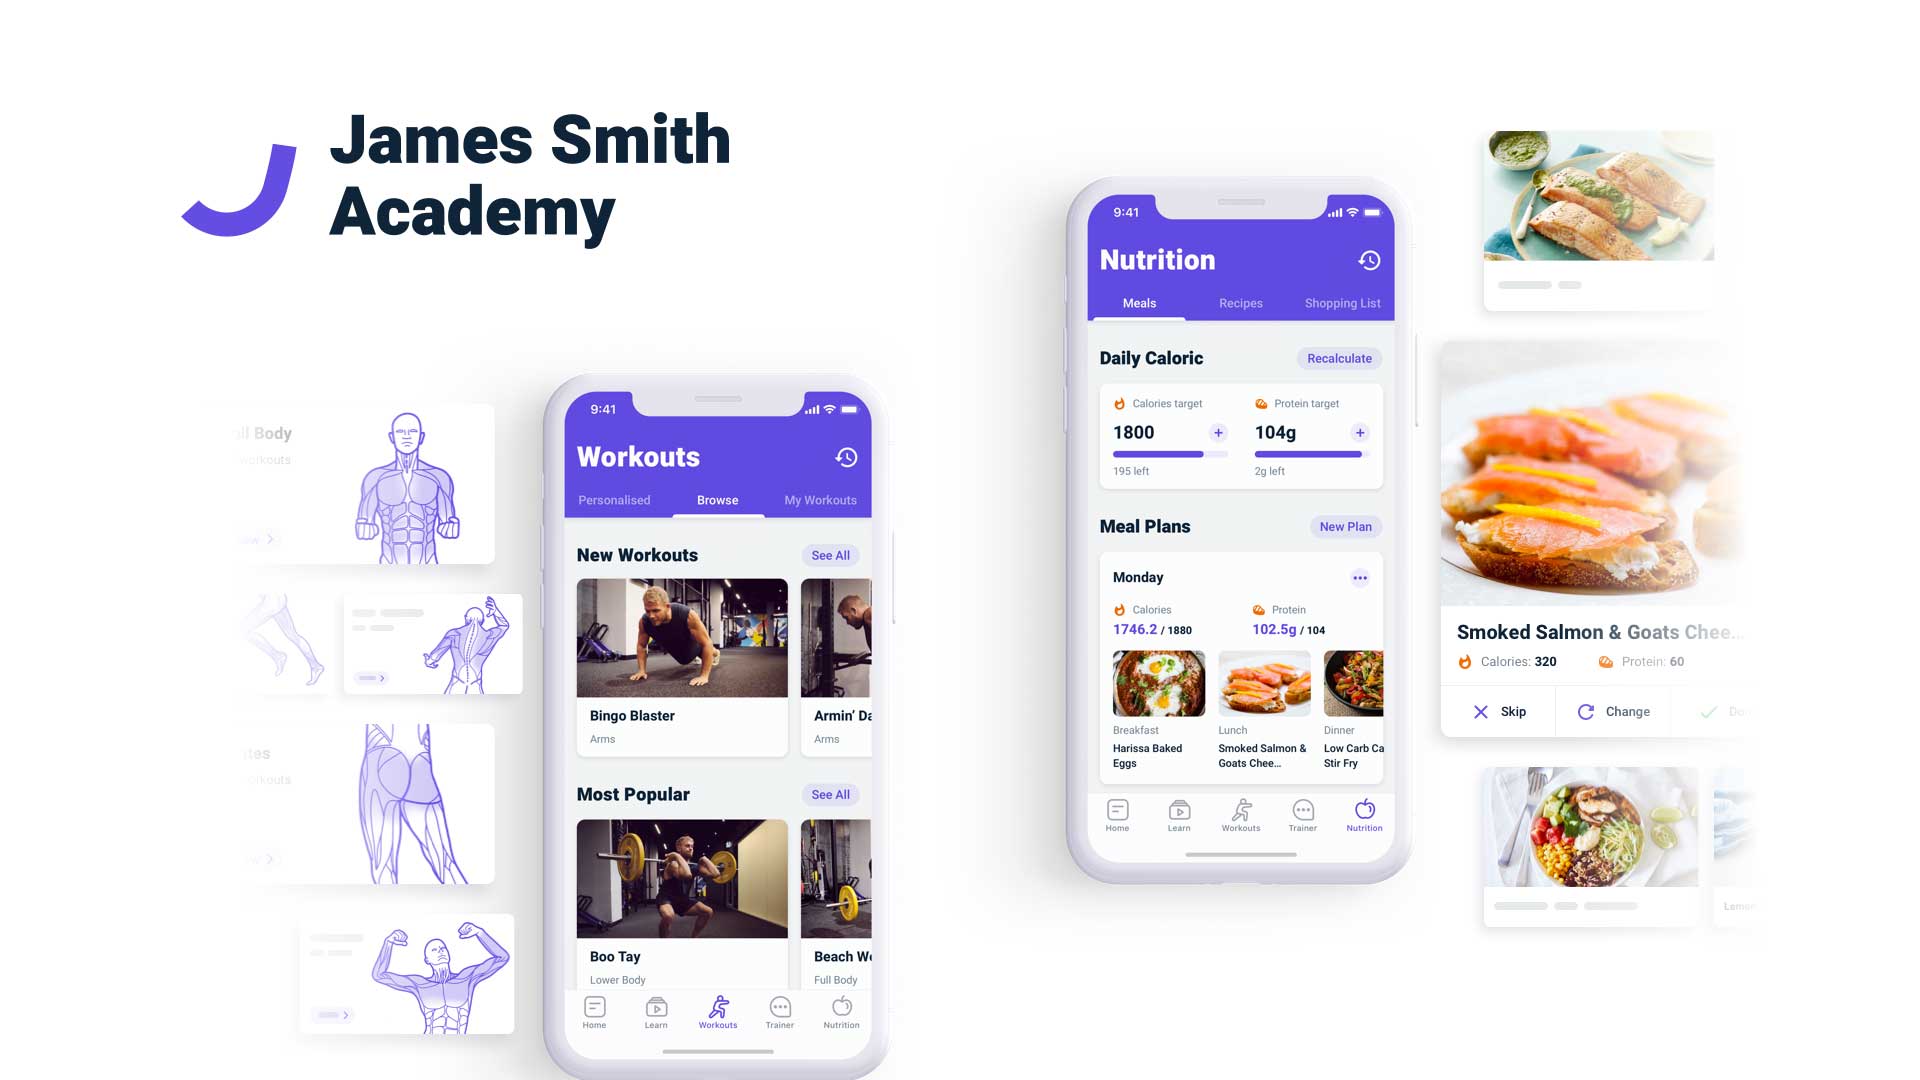 James Smith
Academy
Body
workouts
workouts
9:41
Workouts
Personalised
Browse
My Workouts
New Workouts
See All
Bingo Blaster
Arms
Armin’
Arms
Most Popular
See All
Boo Tay
Lower Body
Beach
Full Body
Home
Learn
Workouts
Trainer
Nutrition
9:41
Nutrition
Meals
Recipes
Shopping List
Daily Caloric
Recalculate
Calories target
Protein target
1800
+
104g
+
195 left
2g left
Meal Plans
New Plan
Monday
Calories
Protein
1746.2 / 1880
102.5g / 104
Breakfast
Lunch
Dinner
Harissa Baked
Eggs
Smoked Salmon &
Goats Chee...
Low Carb Ca
Stir Fry
Home
Learn
Workouts
Trainer
Nutrition
Smoked Salmon & Goats Chee...
Calories: 320
Protein: 60
Skip
Change
Lemon